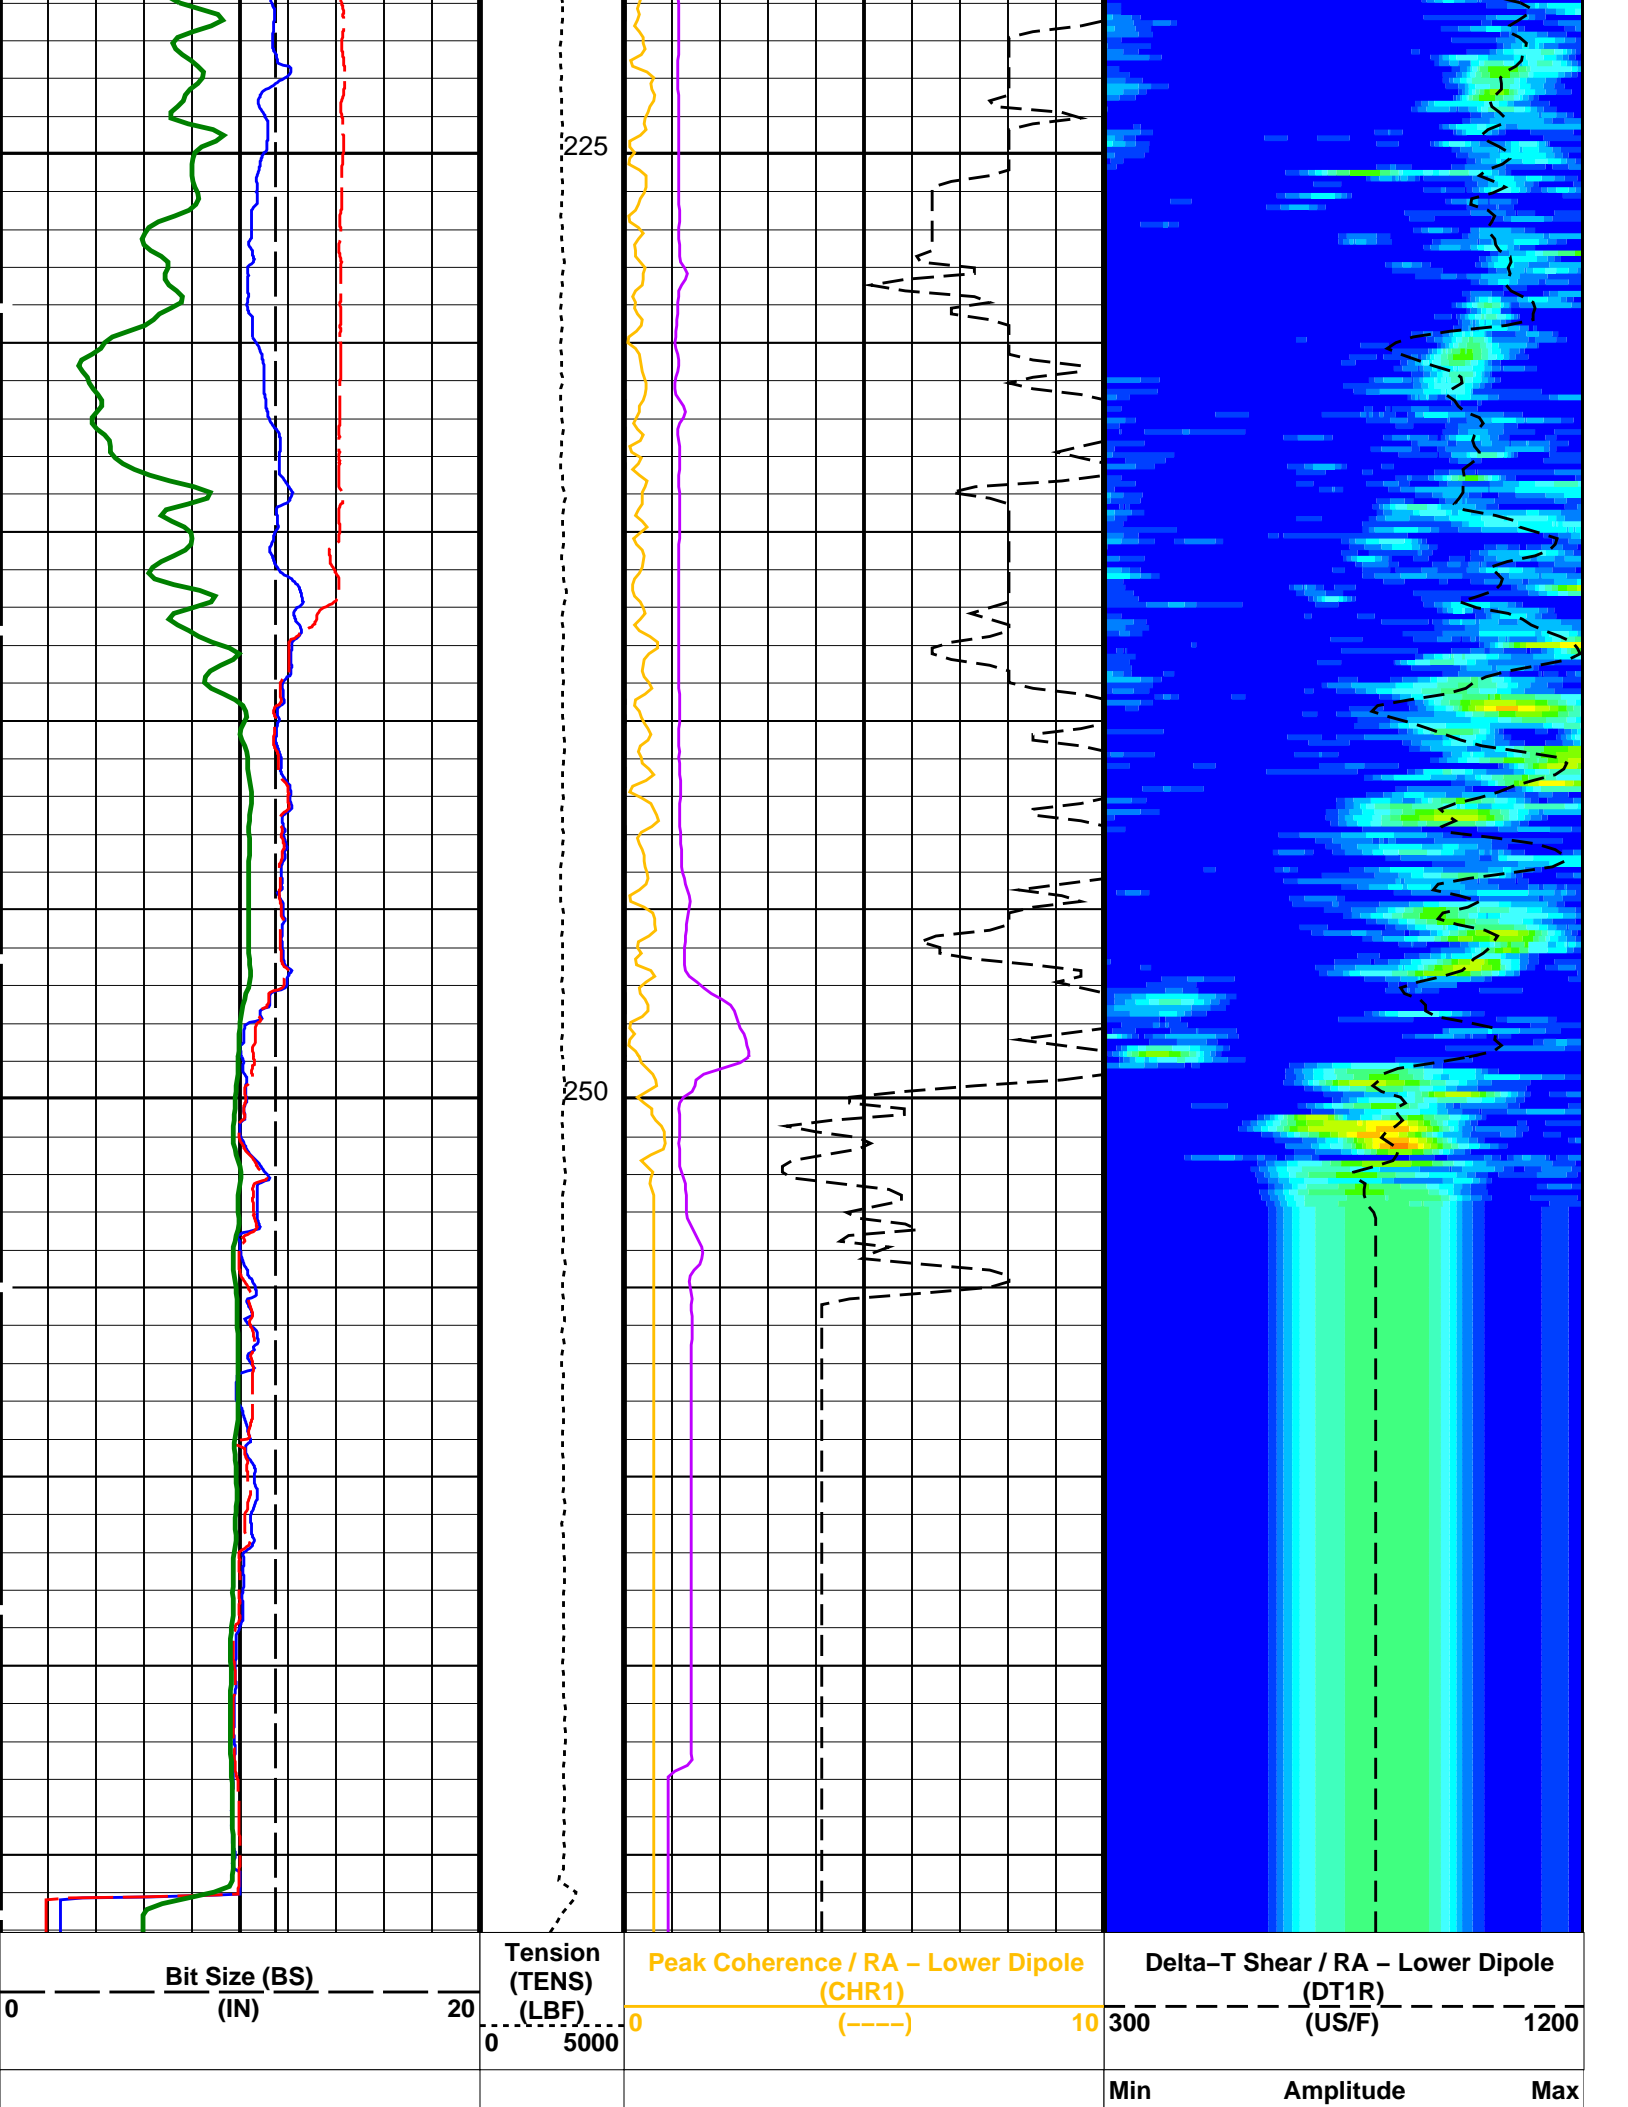 225
250
Bit Size (BS)
(IN)
0 20
Tension
(TENS)
(LBF)
0 5000
Peak Coherence / RA – Lower Dipole
(CHR1)
(––––)
0 10
Delta–T Shear / RA – Lower Dipole
(DT1R)
(US/F)
300 1200
Min Amplitude Max